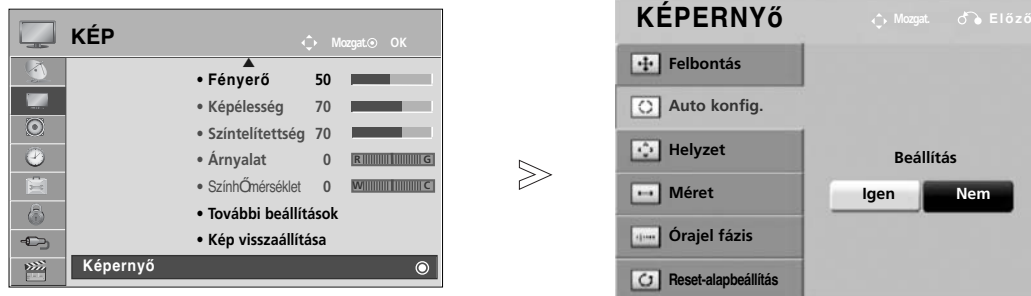 KÉP
Mozgat. OK
• Fényerő 50
• Képélesség 70
• Színtelítettség 70
• Árnyalat 0 R G
• SzínhŐmérséklet 0 W C
• További beállítások
• Kép visszaállítása
Képernyő
KÉPERNYő
Mozgat. Előző
Felbontás
Auto konfig.
Helyzet
Méret
Órajel fázis
Reset-alapbeállítás
Beállítás
Igen Nem